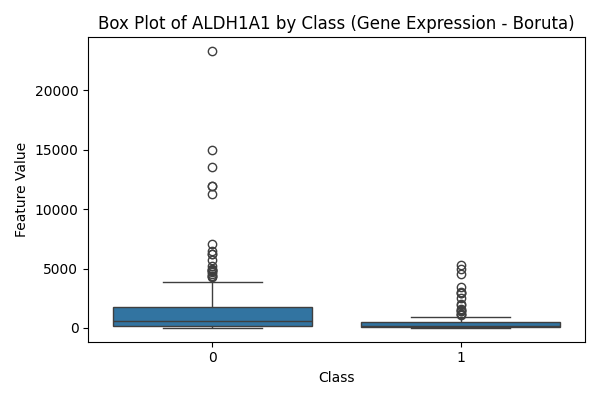 Box Plot of ALDH1A1 by Class (Gene Expression - Boruta)
Feature Value
20000
15000
10000
5000
0
0
1
Class